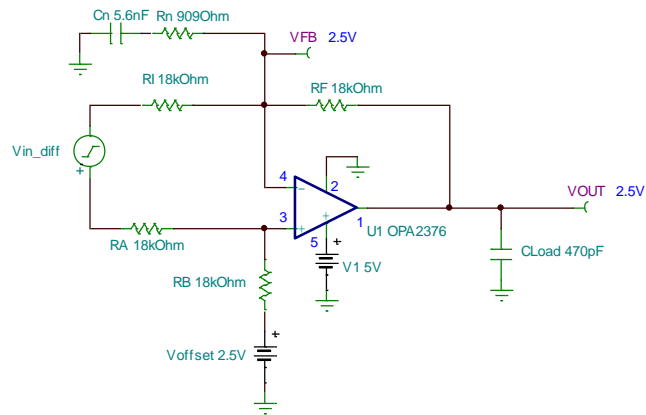 Cn 5.6nF Rn 909Ohm
VFB 2.5V
RI 18kOhm
RF 18kOhm
Vin_diff
+
4
2
−
3
+
+
1
5
U1 OPA2376
VOUT 2.5V
RA 18kOhm
+
V1 5V
CLoad 470pF
RB 18kOhm
+
Voffset 2.5V